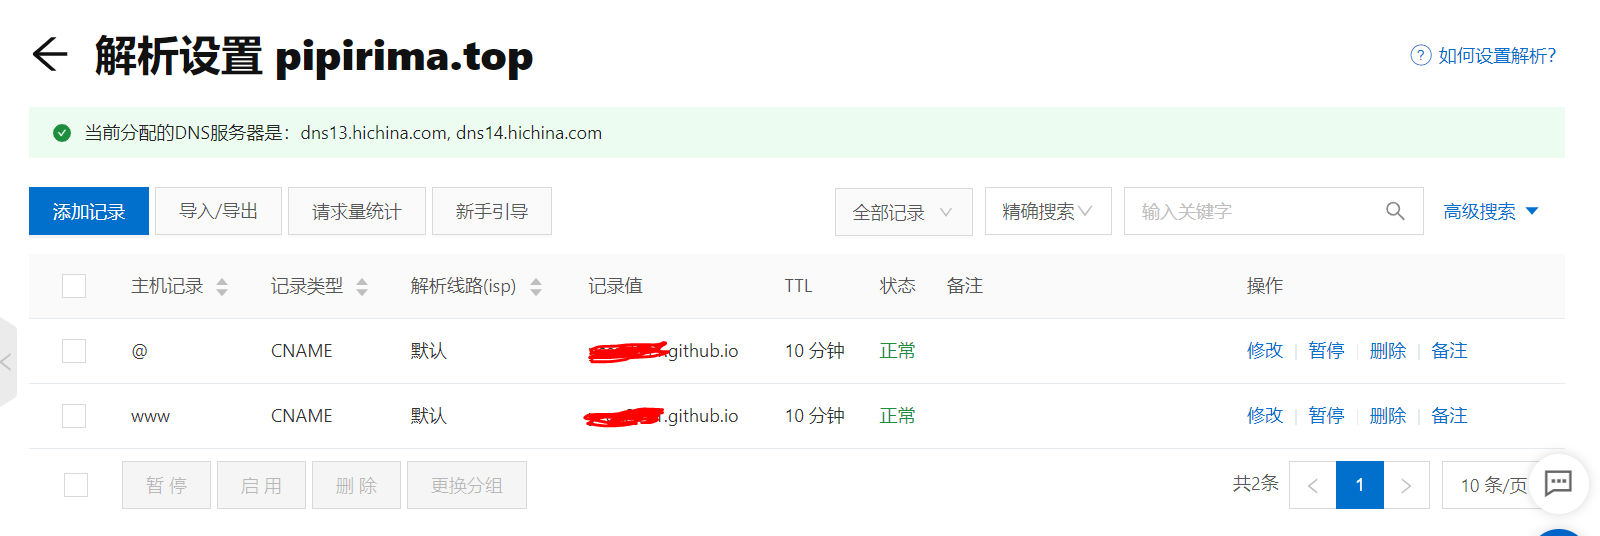 解析设置 pipirima.top
如何设置解析?
当前分配的DNS服务器是：dns13.hichina.com, dns14.hichina.com
添加记录 导入/导出 请求量统计 新手引导 全部记录 精确搜索 输入关键字 高级搜索
主机记录 记录类型 解析线路(isp) 记录值 TTL 状态 备注 操作
@ CNAME 默认 .github.io 10 分钟 正常 修改 暂停 删除 备注
www CNAME 默认 .github.io 10 分钟 正常 修改 暂停 删除 备注
暂 停 启 用 删 除 更换分组 共2条 1 10 条/页